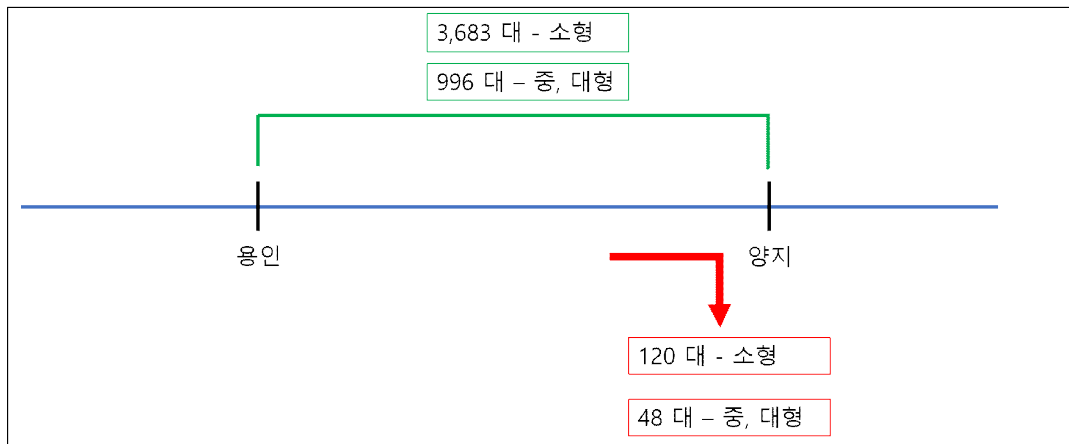 3,683 대 - 소형
996 대 – 중, 대형
용인
양지
120 대 - 소형
48 대 – 중, 대형